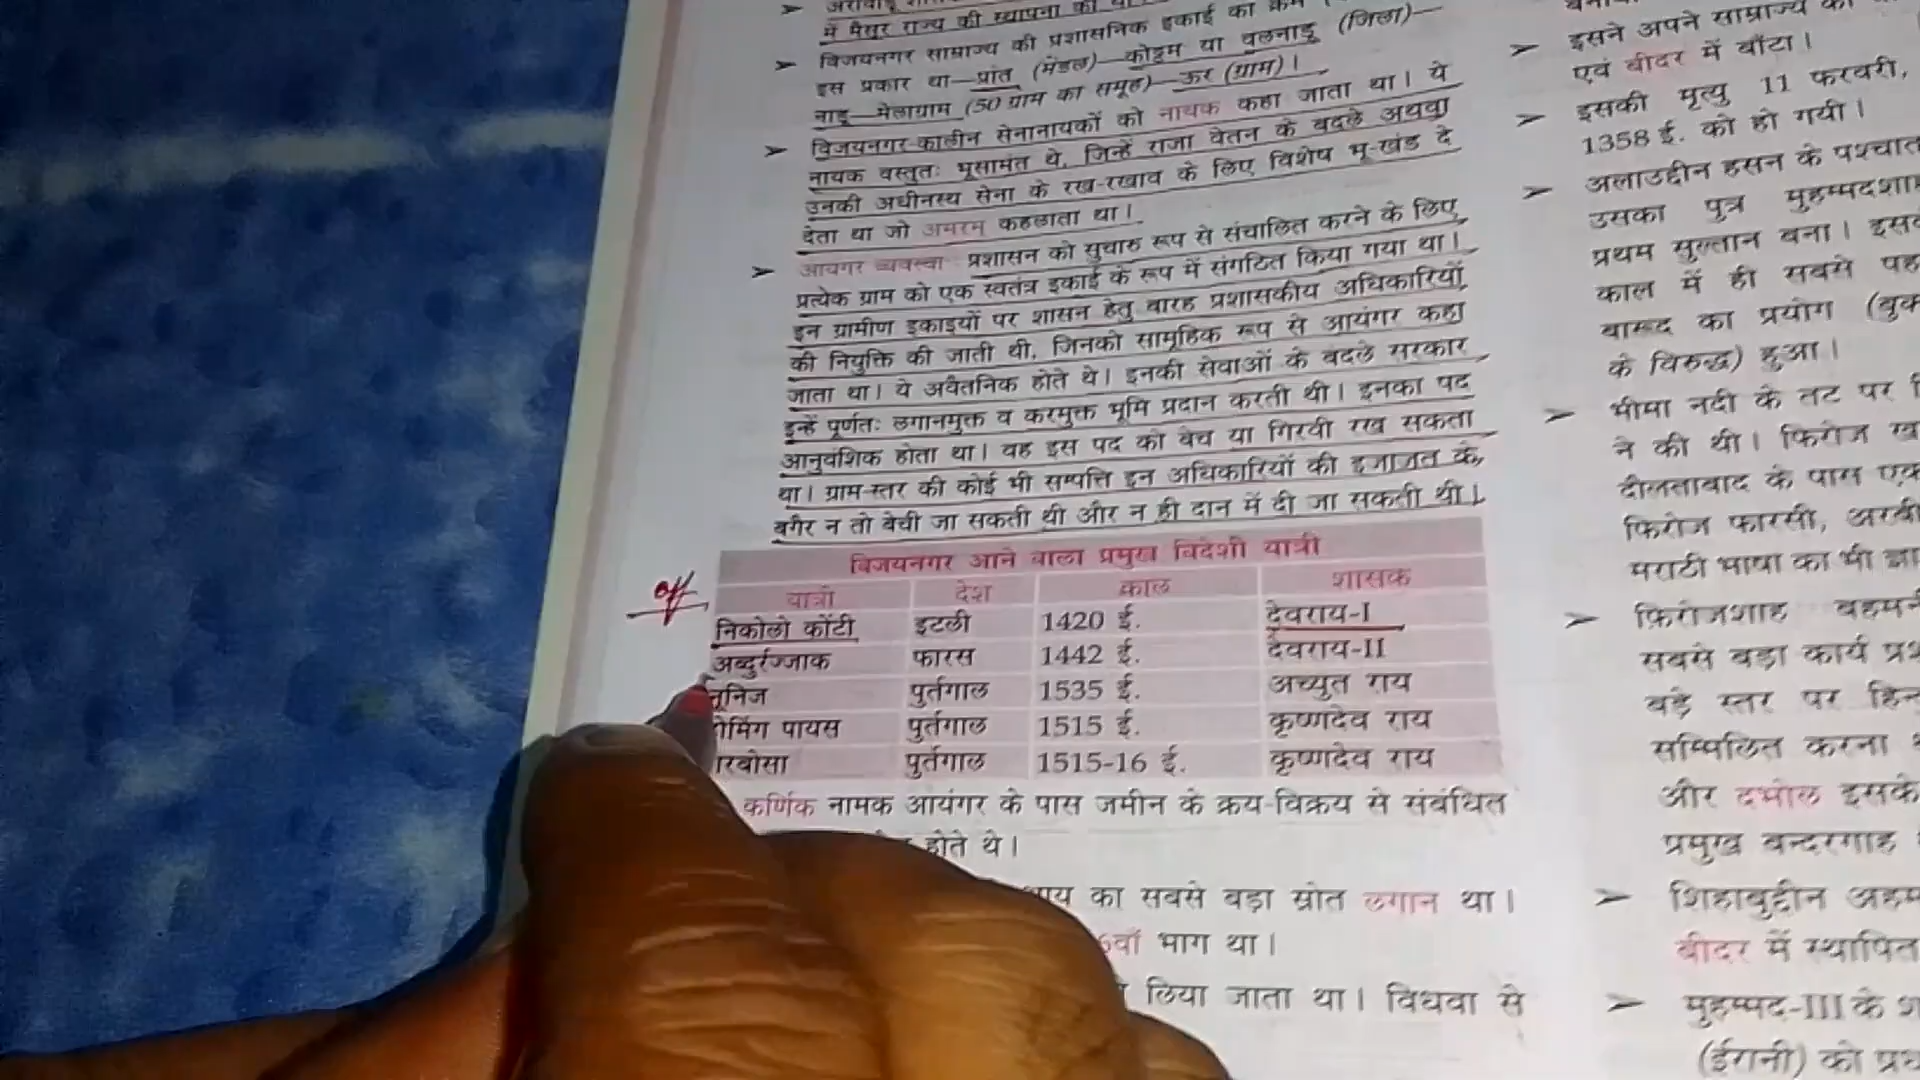 में मैसूर राज्य की स्थापना की
विजयनगर साम्राज्य की प्रशासनिक इकाई का क्रम
इस प्रकार था—प्रांत (मंडल)—कोट्टम या वलनाडू (जिला)—
नाडू—मेलाग्राम (50 ग्राम का समूह)—ऊर (ग्राम)।
विजयनगर-कालीन सेनानायकों को नायक कहा जाता था। ये
नायक वस्तुतः भूसामंत थे, जिन्हें राजा वेतन के बदले अथवा
उनकी अधीनस्थ सेना के रख-रखाव के लिए विशेष भू-खंड दे
देता था जो अमरम् कहलाता था।
आयगर व्यवस्था प्रशासन को सुचारु रूप से संचालित करने के लिए
प्रत्येक ग्राम को एक स्वतंत्र इकाई के रूप में संगठित किया गया था।
इन ग्रामीण इकाइयों पर शासन हेतु बारह प्रशासकीय अधिकारियों
की नियुक्ति की जाती थी, जिनको सामूहिक रूप से आयंगर कहा
जाता था। ये अवैतनिक होते थे। इनकी सेवाओं के बदले सरकार
इन्हें पूर्णतः लगानमुक्त व करमुक्त भूमि प्रदान करती थी। इनका पद
आनुवंशिक होता था। वह इस पद को बेच या गिरवी रख सकता
था। ग्राम-स्तर की कोई भी सम्पत्ति इन अधिकारियों की इजाजत के
बगैर न तो बेची जा सकती थी और न ही दान में दी जा सकती थी।
विजयनगर आने वाला प्रमुख विदेशी यात्री
यात्री देश काल शासक
निकोलो कोंटी इटली 1420 ई. देवराय-I
अब्दुर्रज्जाक फारस 1442 ई. देवराय-II
नूनिज पुर्तगाल 1535 ई. अच्युत राय
पायस पुर्तगाल 1515 ई. कृष्णदेव राय
पुर्तगाल 1515-16 ई. कृष्णदेव राय
कर्णिक नामक आयंगर के पास जमीन के क्रय-विक्रय से संबंधित
होते थे।
का सबसे बड़ा स्रोत लगान था।
भाग था।
लिया जाता था। विधवा से
इसने अपने साम्राज्य को
एवं बीदर में बाँटा।
इसकी मृत्यु 11 फरवरी,
1358 ई. को हो गयी।
अलाउद्दीन हसन के पश्चात
उसका पुत्र मुहम्मदशाह
प्रथम सुल्तान बना।
काल में ही सबसे
बारूद का प्रयोग
के विरुद्ध) हुआ।
भीमा नदी के तट पर
ने की थी। फिरोज
दौलताबाद के पास
फिरोज फारसी,
मराठी भाषा का भी
फ़िरोजशाह
सबसे बड़ा कार्य
बड़े स्तर पर
सम्मिलित करना
और दभोल इसके
प्रमुख बन्दरगाह
शिहाबुद्दीन
बीदर में स्थापित
मुहम्मद-III के
(ईरानी) को